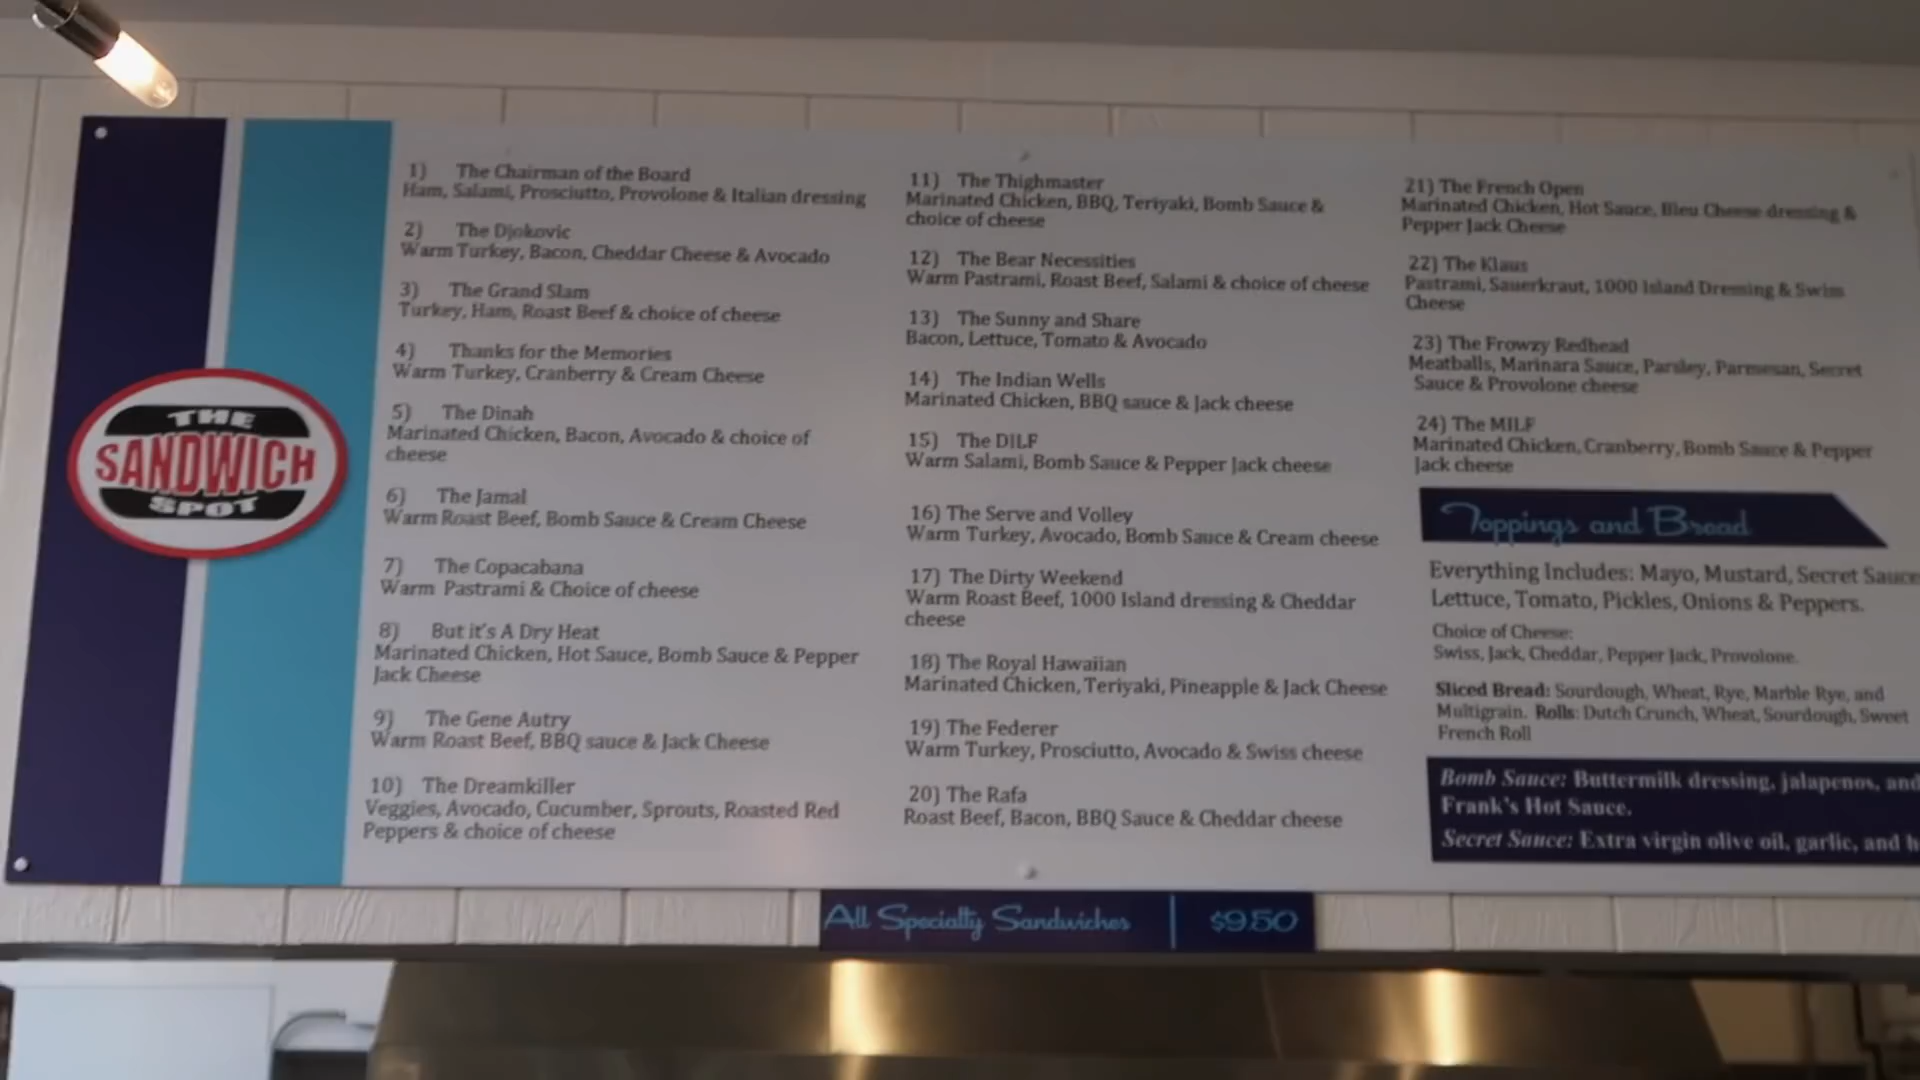 THE
SANDWICH
SPOT
1) The Chairman of the Board
Ham, Salami, Prosciutto, Provolone & Italian dressing
2) The Djokovic
Warm Turkey, Bacon, Cheddar Cheese & Avocado
3) The Grand Slam
Turkey, Ham, Roast Beef & choice of cheese
4) Thanks for the Memories
Warm Turkey, Cranberry & Cream Cheese
5) The Dinah
Marinated Chicken, Bacon, Avocado & choice of
cheese
6) The Jamal
Warm Roast Beef, Bomb Sauce & Cream Cheese
7) The Copacabana
Warm Pastrami & Choice of cheese
8) But it's A Dry Heat
Marinated Chicken, Hot Sauce, Bomb Sauce & Pepper
Jack Cheese
9) The Gene Autry
Warm Roast Beef, BBQ sauce & Jack Cheese
10) The Dreamkiller
Veggies, Avocado, Cucumber, Sprouts, Roasted Red
Peppers & choice of cheese
11) The Thighmaster
Marinated Chicken, BBQ, Teriyaki, Bomb Sauce &
choice of cheese
12) The Bear Necessities
Warm Pastrami, Roast Beef, Salami & choice of cheese
13) The Sunny and Share
Bacon, Lettuce, Tomato & Avocado
14) The Indian Wells
Marinated Chicken, BBQ sauce & Jack cheese
15) The DILF
Warm Salami, Bomb Sauce & Pepper Jack cheese
16) The Serve and Volley
Warm Turkey, Avocado, Bomb Sauce & Cream cheese
17) The Dirty Weekend
Warm Roast Beef, 1000 Island dressing & Cheddar
cheese
18) The Royal Hawaiian
Marinated Chicken, Teriyaki, Pineapple & Jack Cheese
19) The Federer
Warm Turkey, Prosciutto, Avocado & Swiss cheese
20) The Rafa
Roast Beef, Bacon, BBQ Sauce & Cheddar cheese
21) The French Open
Marinated Chicken, Hot Sauce, Bleu Cheese dressing &
Pepper Jack Cheese
22) The Klaus
Pastrami, Sauerkraut, 1000 Island Dressing & Swiss
Cheese
23) The Frowzy Redhead
Meatballs, Marinara Sauce, Parsley, Parmesan, Secret
Sauce & Provolone cheese
24) The MILF
Marinated Chicken, Cranberry, Bomb Sauce & Pepper
Jack cheese
Toppings and Bread
Everything Includes: Mayo, Mustard, Secret Sauce
Lettuce, Tomato, Pickles, Onions & Peppers.
Choice of Cheese:
Swiss, Jack, Cheddar, Pepper Jack, Provolone.
Sliced Bread: Sourdough, Wheat, Rye, Marble Rye, and
Multigrain. Rolls: Dutch Crunch, Wheat, Sourdough, Sweet
French Roll
Bomb Sauce: Buttermilk dressing, jalapenos, and
Frank's Hot Sauce.
Secret Sauce: Extra virgin olive oil, garlic, and
All Specialty Sandwiches $9.50